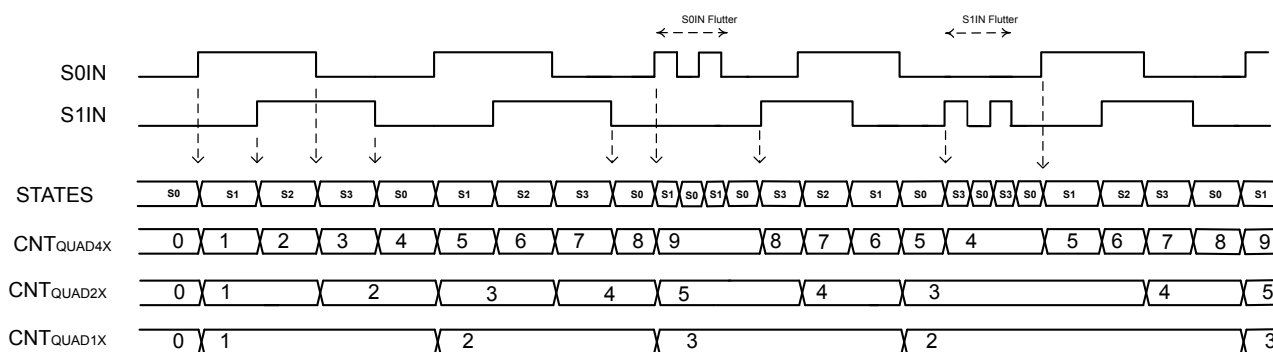 S0IN Flutter S1IN Flutter
S0IN
S1IN
STATES S0 S1 S2 S3 S0 S1 S2 S3 S0 S1 S0 S1 S0 S3 S2 S1 S0 S3 S0 S3 S0 S1 S2 S3 S0 S1
CNTQUAD4X 0 1 2 3 4 5 6 7 8 9 8 7 6 5 4 5 6 7 8 9
CNTQUAD2X 0 1 2 3 4 5 4 3 4 5
CNTQUAD1X 0 1 2 3 2 3